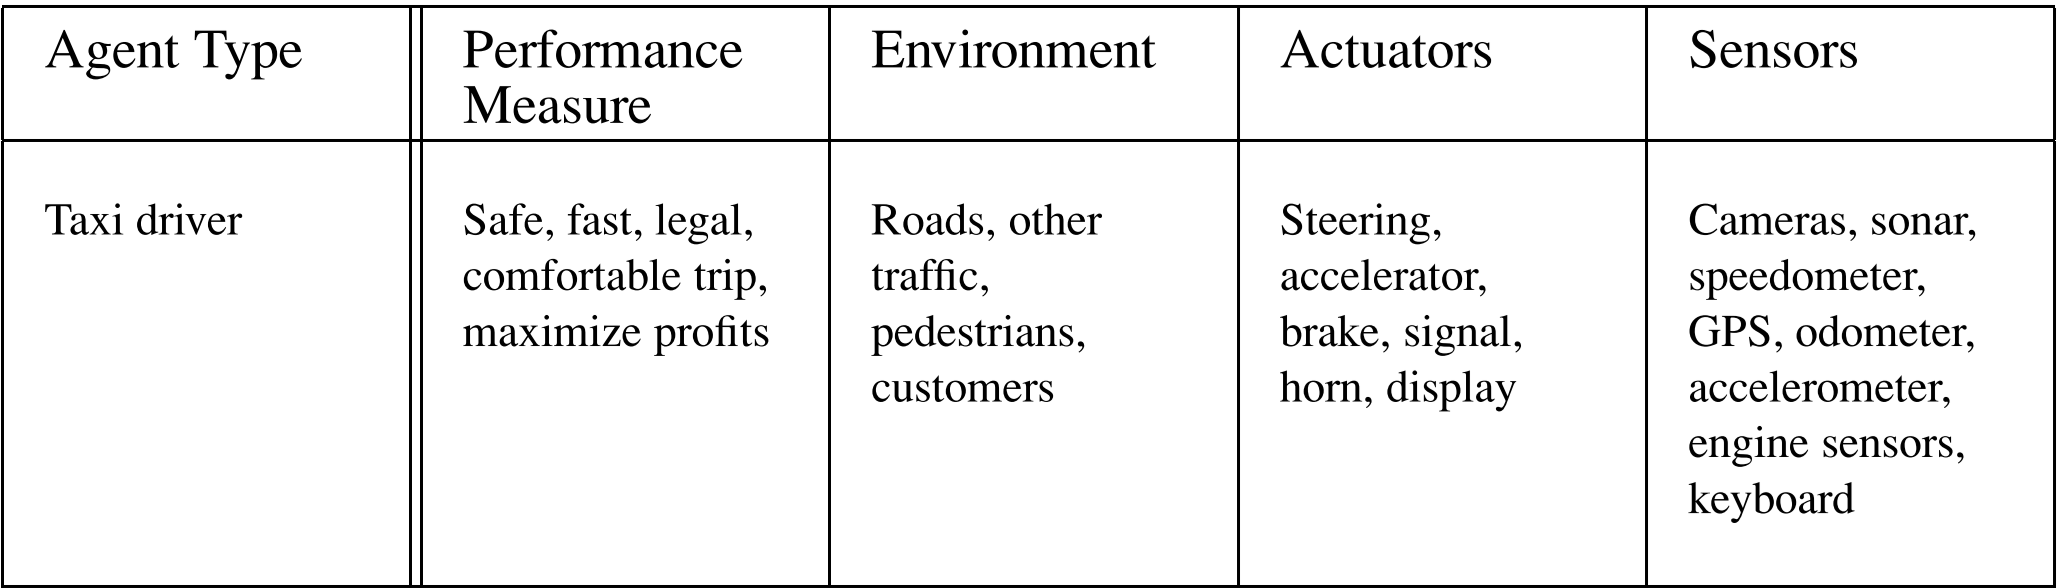 Agent Type
Performance
Measure
Environment
Actuators
Sensors
Taxi driver
Safe, fast, legal,
comfortable trip,
maximize profits
Roads, other
traffic,
pedestrians,
customers
Steering,
accelerator,
brake, signal,
horn, display
Cameras, sonar,
speedometer,
GPS, odometer,
accelerometer,
engine sensors,
keyboard